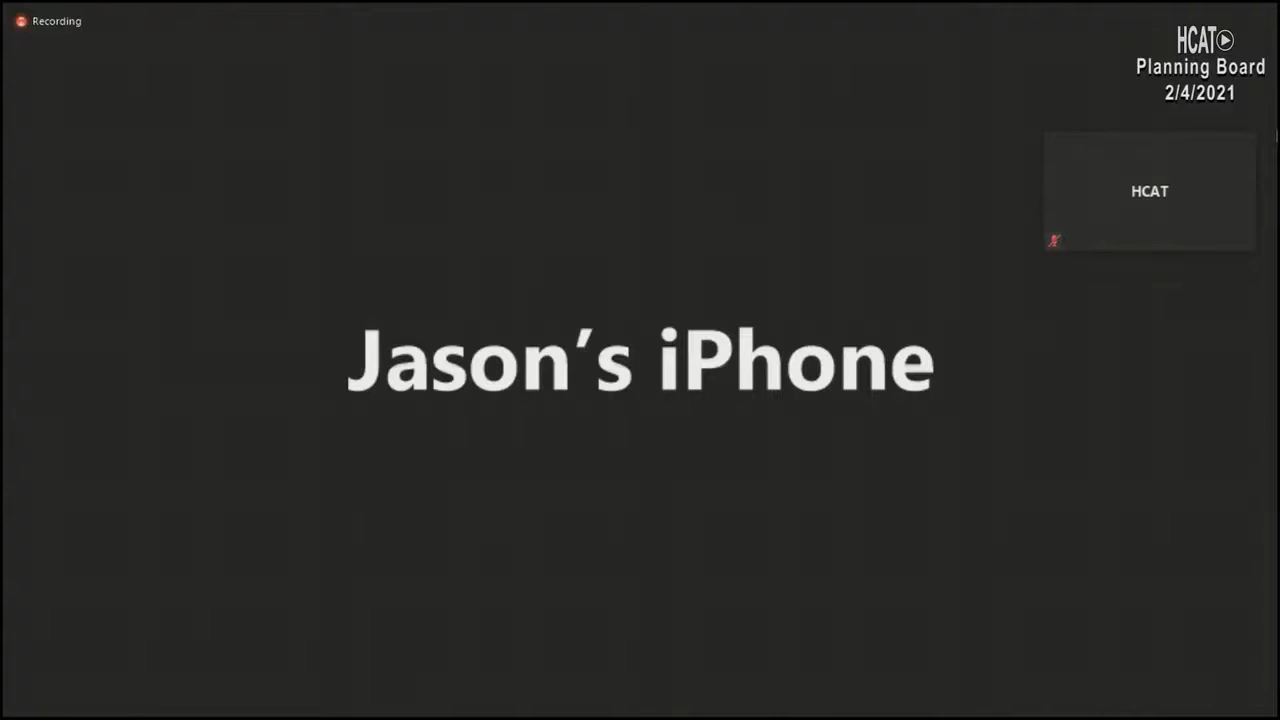 Recording
HCAT
Planning Board
2/4/2021
HCAT
Jason's iPhone